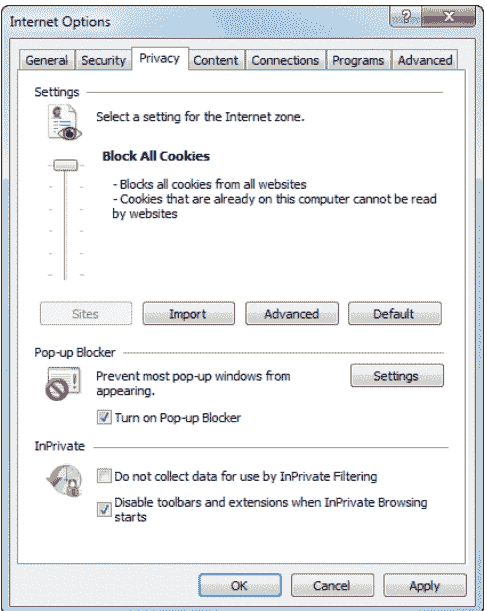 Internet Options
General Security Privacy Content Connections Programs Advanced
Settings
Select a setting for the Internet zone.
Block All Cookies
- Blocks all cookies from all websites
- Cookies that are already on this computer cannot be read
by websites
Sites Import Advanced Default
Pop-up Blocker
Prevent most pop-up windows from
appearing.
Settings
Turn on Pop-up Blocker
InPrivate
Do not collect data for use by InPrivate Filtering
Disable toolbars and extensions when InPrivate Browsing
starts
OK Cancel Apply